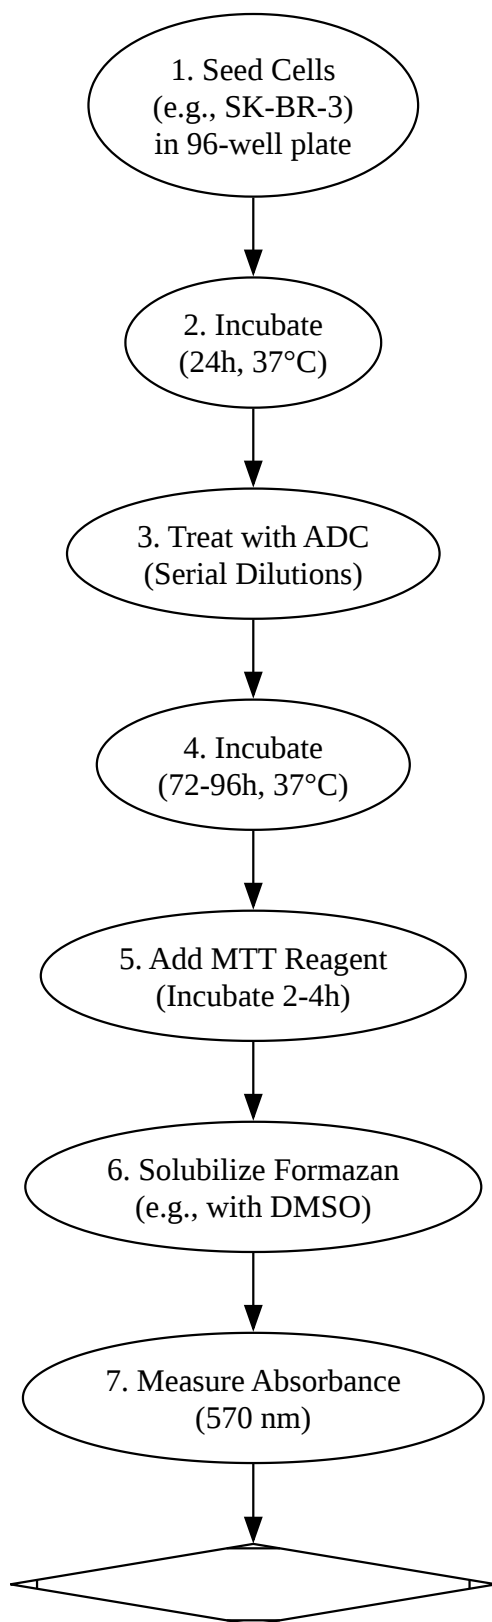 1. Seed Cells
(e.g., SK-BR-3)
in 96-well plate
2. Incubate
(24h, 37°C)
3. Treat with ADC
(Serial Dilutions)
4. Incubate
(72-96h, 37°C)
5. Add MTT Reagent
(Incubate 2-4h)
6. Solubilize Formazan
(e.g., with DMSO)
7. Measure Absorbance
(570 nm)